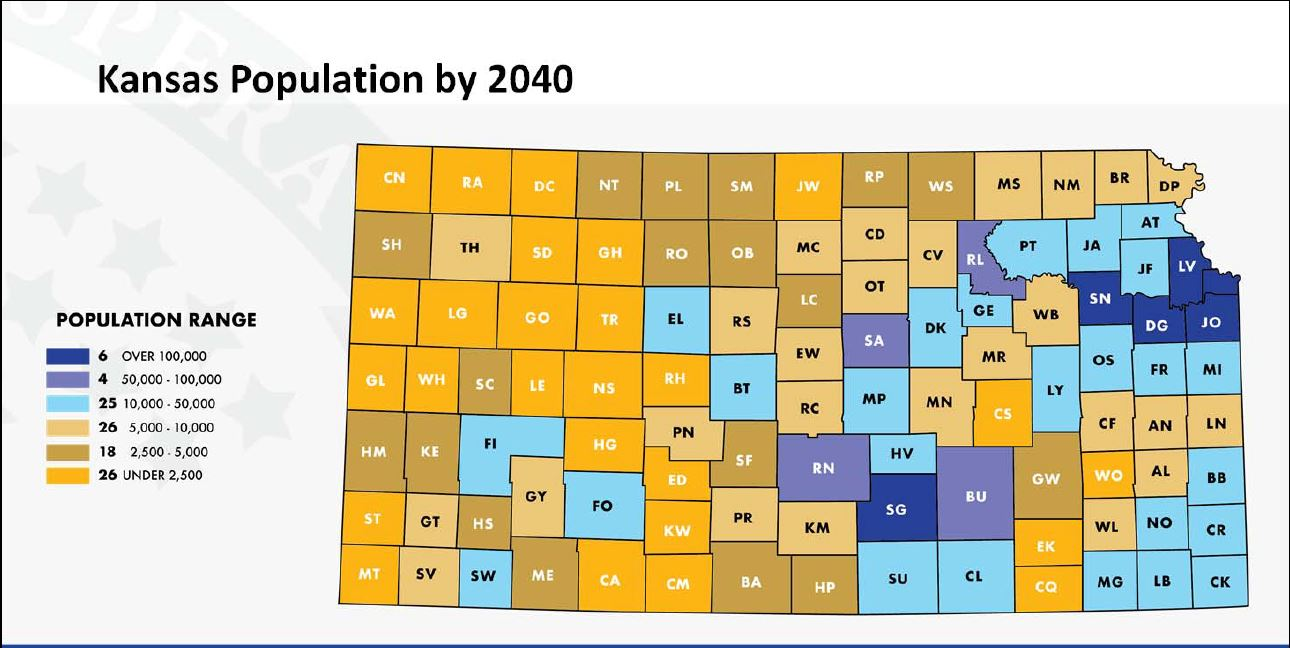 SPERA
Kansas Population by 2040
POPULATION RANGE
6 OVER 100,000
4 50,000 - 100,000
25 10,000 - 50,000
26 5,000 - 10,000
18 2,500 - 5,000
26 UNDER 2,500
CN RA DC NT PL SM JW RP WS MS NM BR DP
SH TH SD GH RO OB MC CD CV RL PT JA AT
JF LV
WA LG GO TR EL RS LC OT DK GE WB SN DG JO
GL WH SC LE NS RH BT EW SA MR LY OS FR MI
RC MP MN CS
HM KE FI HG PN SF RN HV BU GW CF AN LN
ED WO AL BB
ST GT HS GY FO KW PR KM SG EK WL NO CR
MT SV SW ME CA CM BA HP SU CL CQ MG LB CK